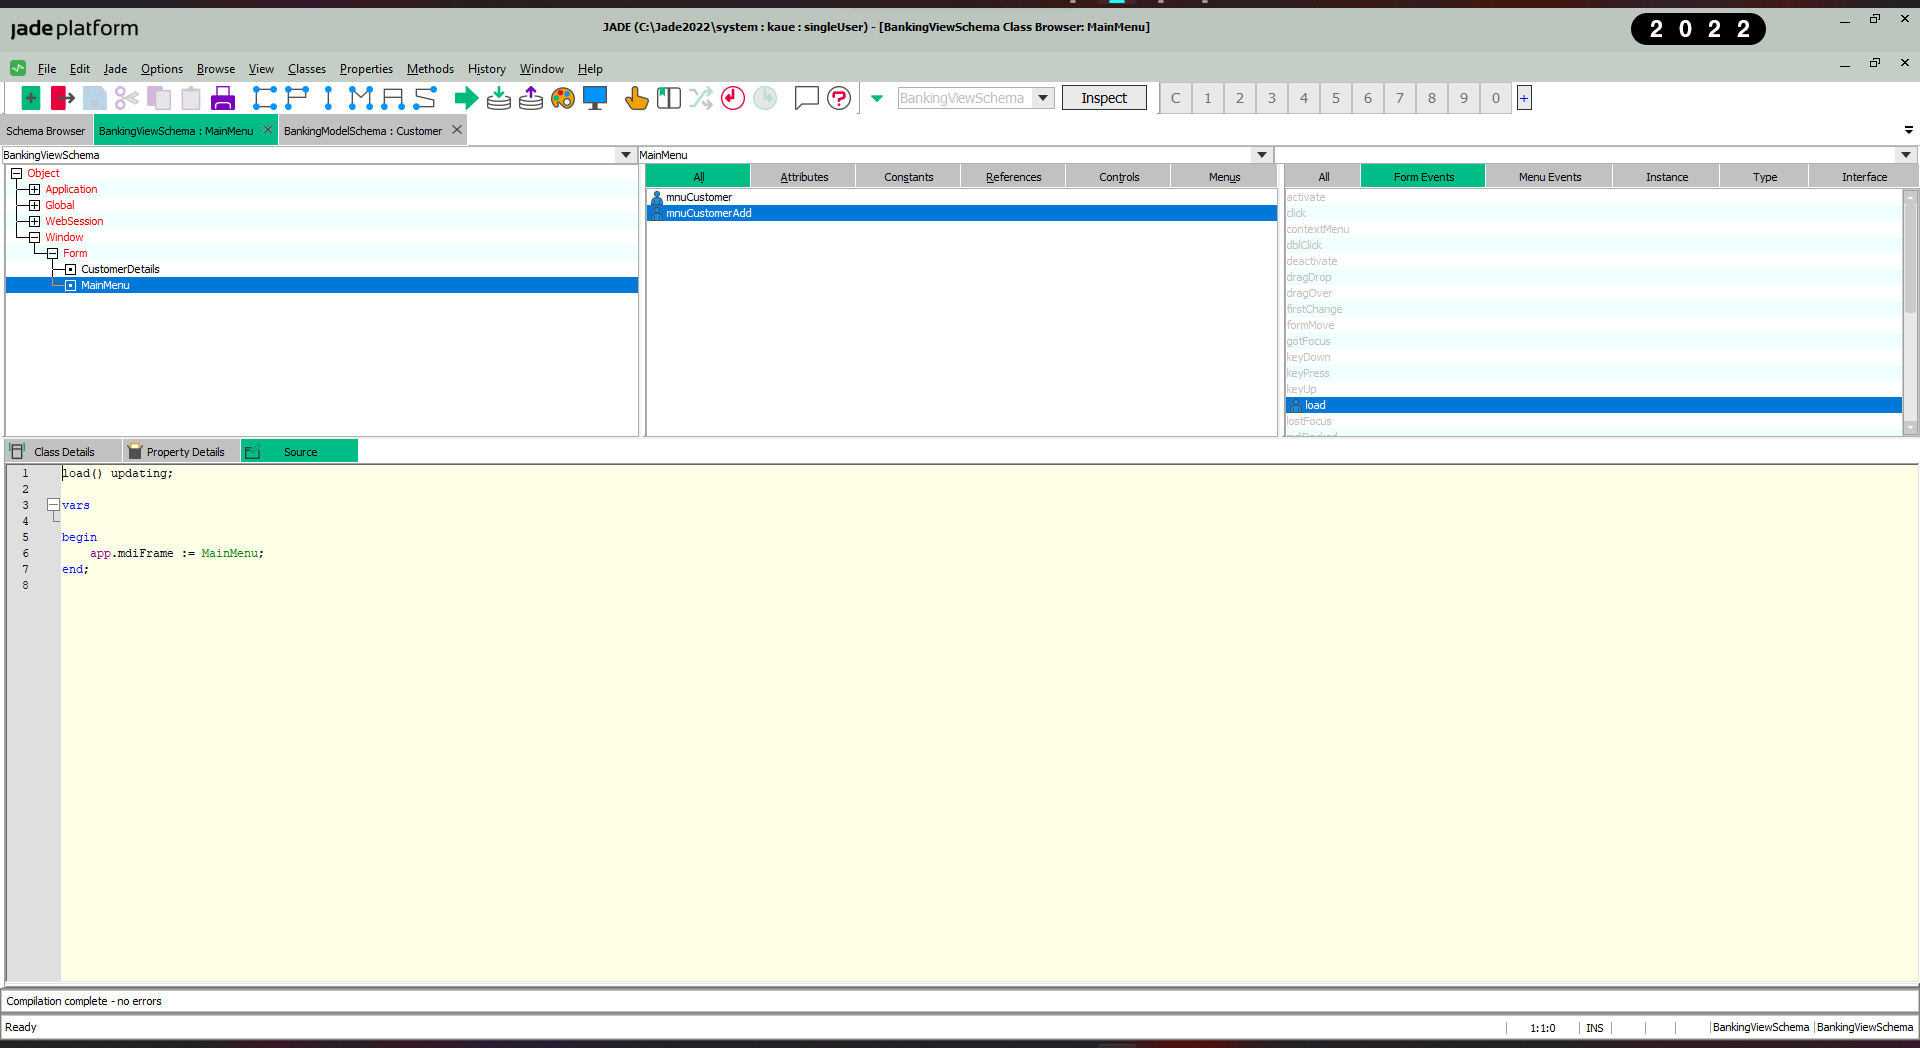 jade platform
JADE (C:\Jade2022\system : kaue : singleUser) - [BankingViewSchema Class Browser: MainMenu]
2 0 2 2
File Edit Jade Options Browse View Classes Properties Methods History Window Help
BankingViewSchema Inspect C 1 2 3 4 5 6 7 8 9 0 +
Schema Browser BankingViewSchema : MainMenu BankingModelSchema : Customer
BankingViewSchema
MainMenu
Object
Application
Global
WebSession
Window
Form
CustomerDetails
MainMenu
All Attributes Constants References Controls Menus
mnuCustomer
mnuCustomerAdd
All Form Events Menu Events Instance Type Interface
activate
click
contextMenu
dblClick
deactivate
dragDrop
dragOver
firstChange
formMove
gotFocus
keyDown
keyPress
keyUp
load
lostFocus
Class Details Property Details Source
1 load() updating;
2
3 vars
4
5 begin
6 app.mdiFrame := MainMenu;
7 end;
8
Compilation complete - no errors
Ready 1:1:0 INS BankingViewSchema BankingViewSchema